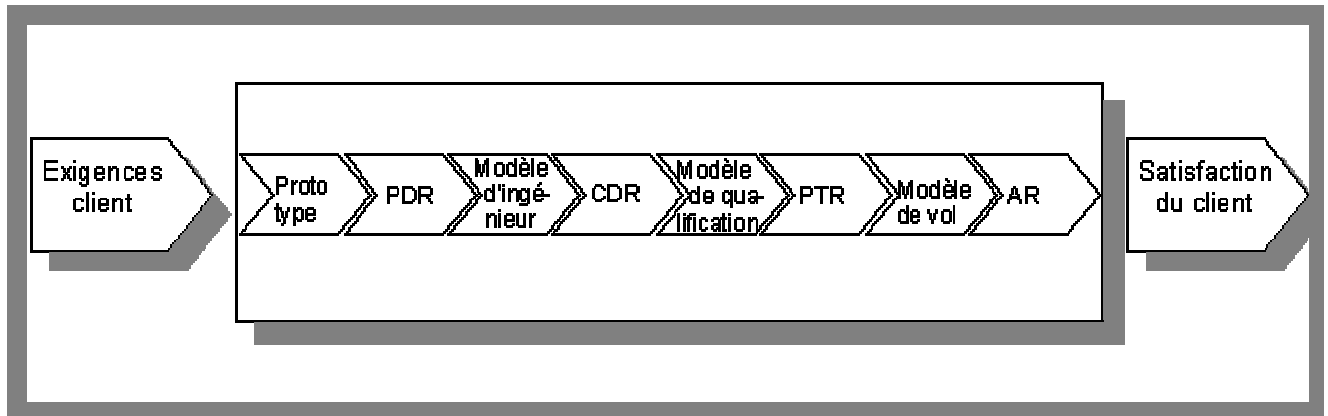 Exigences
client
Proto
type
PDR
Modèle
d'ingé-
nieur
CDR
Modèle
de qua-
lification
PTR
Modèle
de vol
AR
Satisfaction
du client